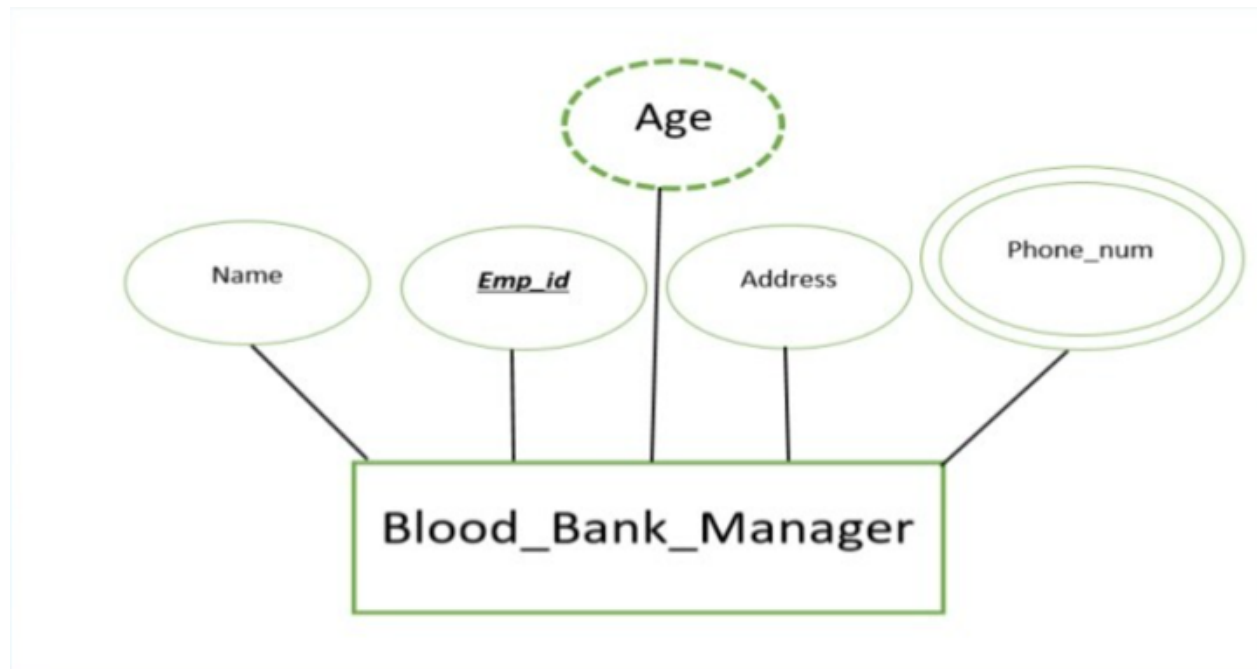 Age
Name
Emp_id
Address
Phone_num
Blood_Bank_Manager